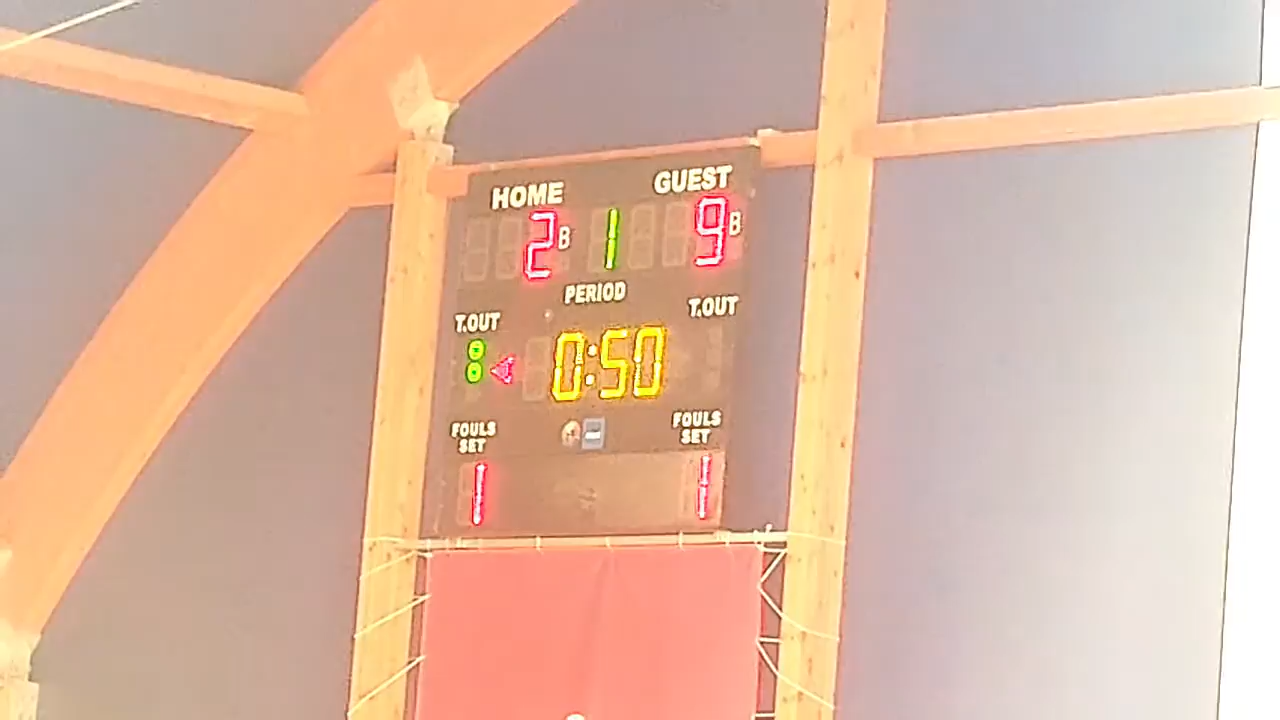 HOME GUEST
2 B 1 9 B
PERIOD
T.OUT T.OUT
0:50
FOULS SET FOULS SET
1 1